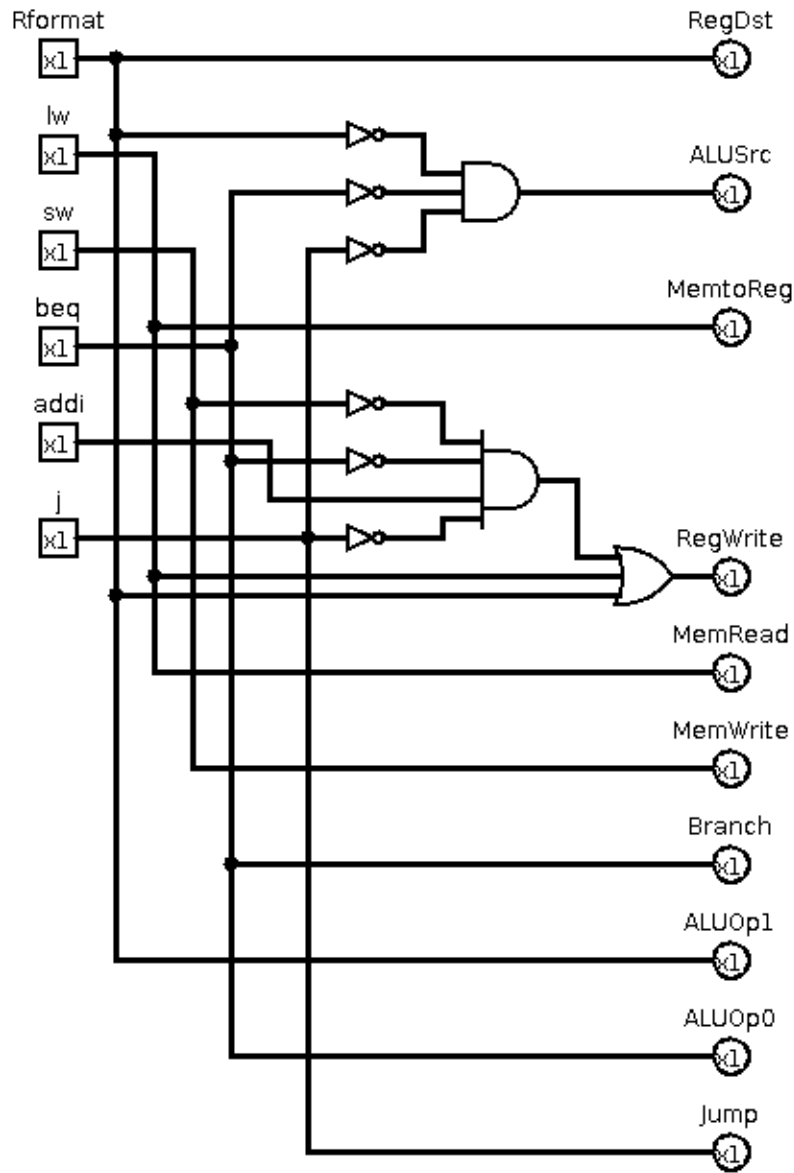 Rformat
x1
lw
x1
sw
x1
beq
x1
addi
x1
j
x1
RegDst
x1
ALUSrc
x1
MemtoReg
x1
RegWrite
x1
MemRead
x1
MemWrite
x1
Branch
x1
ALUOp1
x1
ALUOp0
x1
Jump
x1